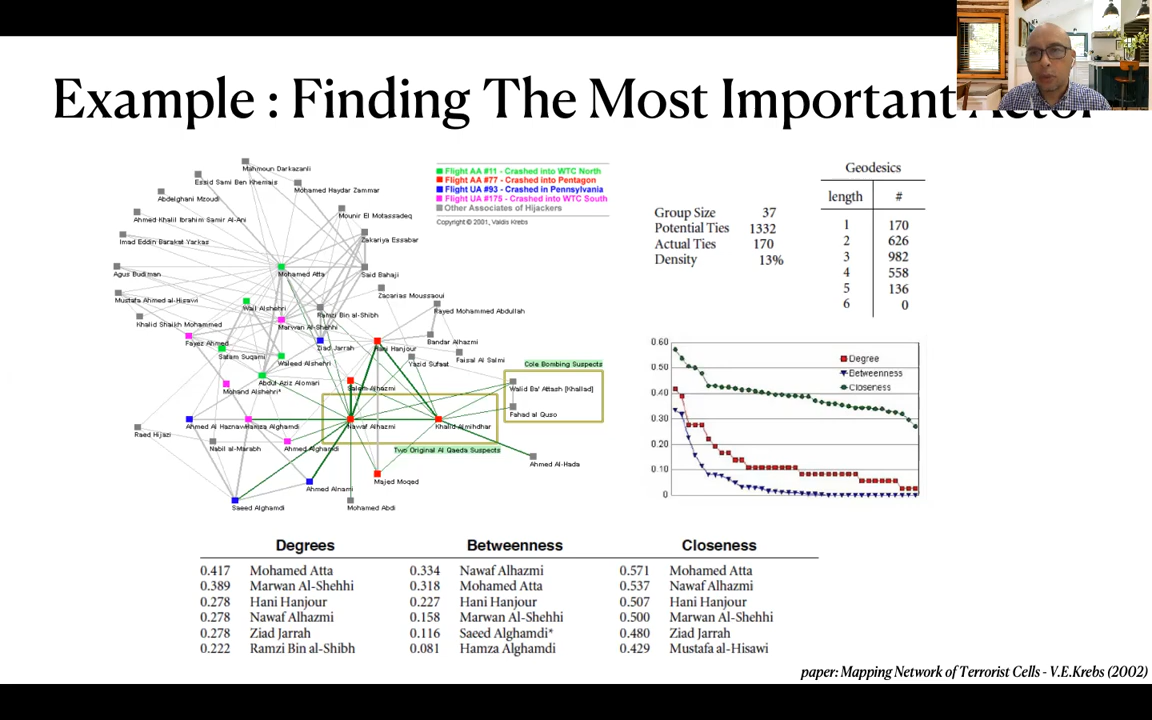 Example : Finding The Most Important Actor
Mahmoun Darkazanli
Essid Sami Ben Khemais
Mohamed Haydar Zammar
Abdelghani Mzoudi
Mounir El Motassadeq
Ahmed Khalil Ibrahim Samir Al-Ani
Zakariya Essabar
Imad Eddin Barakat Yarkas
Agus Budiman
Mohamed Atta
Said Bahaji
Mustafa Ahmed al-Hisawi
Zacarias Moussaoui
Wail Alshehri
Ramzi Bin al-Shibh
Rayed Mohammed Abdullah
Khalid Shaikh Mohammed
Marwan Al-Shehhi
Fayez Ahmed
Ziad Jarrah
Hani Hanjour
Bandar Alhazmi
Satam Suqami
Waleed Alshehri
Yazid Sufaat
Faisal Al Salmi
Cole Bombing Suspects
Abdul Aziz Alomari
Mohand Alshehri*
Salem Alhazmi
Walid Ba' Attash [Khallad]
Fahad al Quso
Ahmed Al Haznawi
Hamza Alghamdi
Nawaf Alhazmi
Khalid Almihdhar
Raed Hijazi
Nabil al-Marabh
Ahmed Alghamdi
Two Original Al Qaeda Suspects
Ahmed Al-Hada
Majed Moqed
Ahmed Alnami
Saeed Alghamdi
Mohamed Abdi
Flight AA #11 - Crashed into WTC North
Flight AA #77 - Crashed into Pentagon
Flight UA #93 - Crashed in Pennsylvania
Flight UA #175 - Crashed into WTC South
Other Associates of Hijackers
Copyright © 2001, Valdis Krebs
Group Size 37
Potential Ties 1332
Actual Ties 170
Density 13%
Geodesics
length #
1 170
2 626
3 982
4 558
5 136
6 0
0.60
0.50
0.40
0.30
0.20
0.10
0
Degree
Betweenness
Closeness
Degrees Betweenness Closeness
0.417 Mohamed Atta 0.334 Nawaf Alhazmi 0.571 Mohamed Atta
0.389 Marwan Al-Shehhi 0.318 Mohamed Atta 0.537 Nawaf Alhazmi
0.278 Hani Hanjour 0.227 Hani Hanjour 0.507 Hani Hanjour
0.278 Nawaf Alhazmi 0.158 Marwan Al-Shehhi 0.500 Marwan Al-Shehhi
0.278 Ziad Jarrah 0.116 Saeed Alghamdi* 0.480 Ziad Jarrah
0.222 Ramzi Bin al-Shibh 0.081 Hamza Alghamdi 0.429 Mustafa al-Hisawi
paper: Mapping Network of Terrorist Cells - V.E.Krebs (2002)